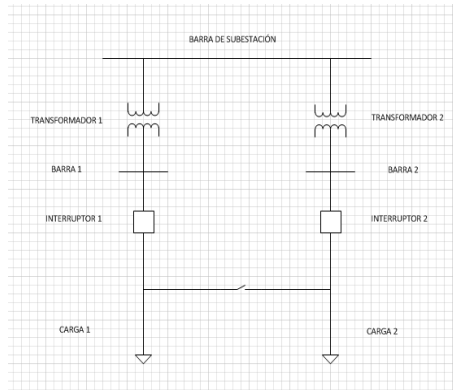 BARRA DE SUBESTACIÓN
TRANSFORMADOR 1
TRANSFORMADOR 2
BARRA 1
BARRA 2
INTERRUPTOR 1
INTERRUPTOR 2
CARGA 1
CARGA 2